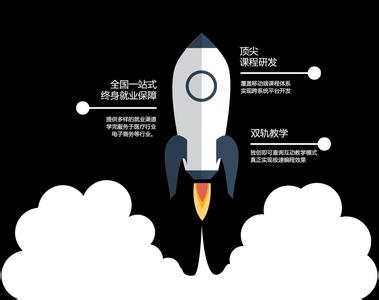 顶尖
课程研发
覆盖移动端课程体系
实现跨系统平台开发
全国一站式
终身就业保障
提供多样的就业渠道
学完服务于医疗行业
电子商务等行业。
双轨教学
独创即可查询互动教学模式
真正实现极速编程效果